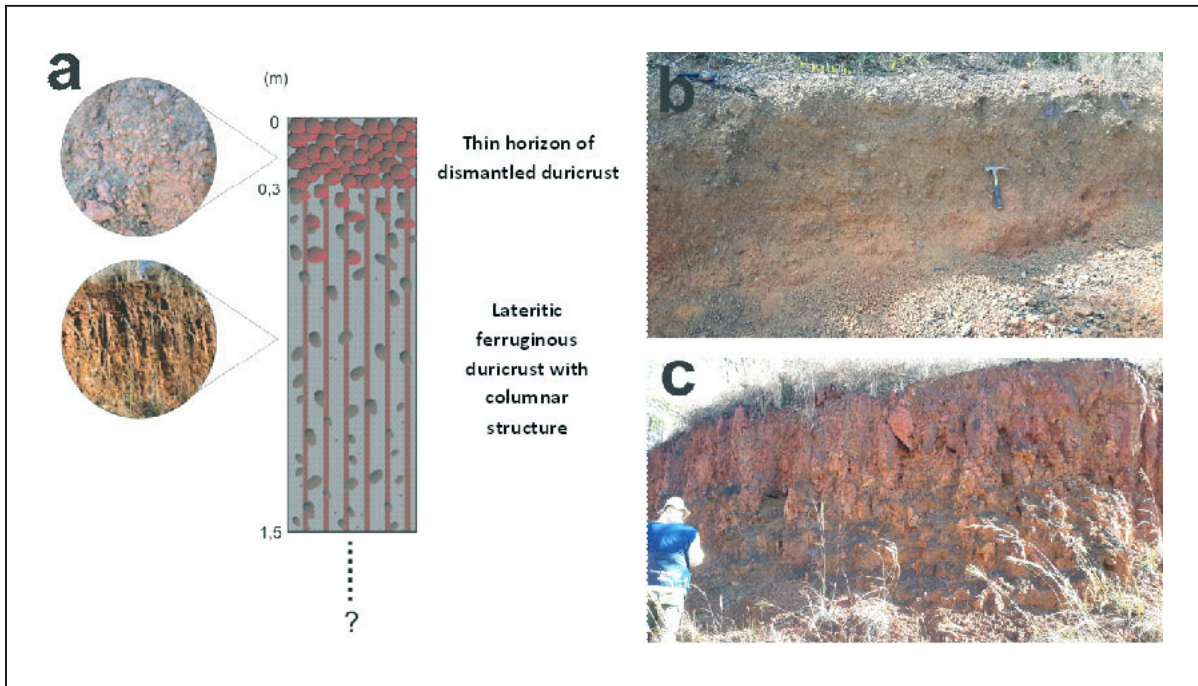 a
(m)
0
Thin horizon of
dismantled duricrust
0,3
Lateritic
ferruginous
duricrust with
columnar
structure
1,5
?
b
c